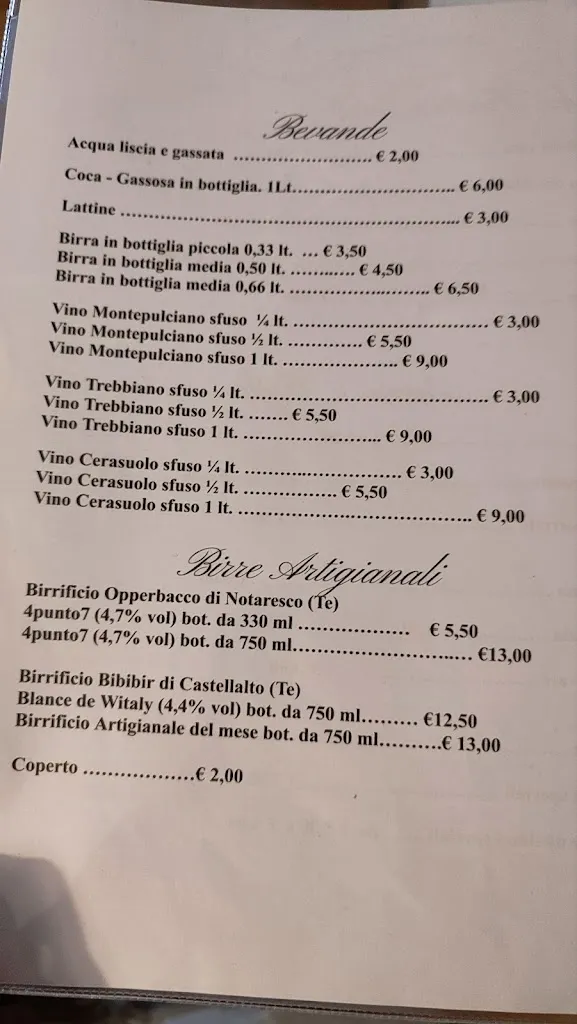 Bevande
Acqua liscia e gassata ........................ € 2,00
Coca - Gassosa in bottiglia. 1Lt............................. € 6,00
Lattine ............................................................ € 3,00
Birra in bottiglia piccola 0,33 lt. ... € 3,50
Birra in bottiglia media 0,50 lt. ............ € 4,50
Birra in bottiglia media 0,66 lt. ......................... € 6,50
Vino Montepulciano sfuso ¼ lt. ................................... € 3,00
Vino Montepulciano sfuso ½ lt. ............. € 5,50
Vino Montepulciano sfuso 1 lt. .................... € 9,00
Vino Trebbiano sfuso ¼ lt. .......................................... € 3,00
Vino Trebbiano sfuso ½ lt. ....... € 5,50
Vino Trebbiano sfuso 1 lt. ........................ € 9,00
Vino Cerasuolo sfuso ¼ lt. ............................ € 3,00
Vino Cerasuolo sfuso ½ lt. ................ € 5,50
Vino Cerasuolo sfuso 1 lt. ......................................... € 9,00
Birre Artigianali
Birrificio Opperbacco di Notaresco (Te)
4punto7 (4,7% vol) bot. da 330 ml ................... € 5,50
4punto7 (4,7% vol) bot. da 750 ml................................ €13,00
Birrificio Bibibir di Castellalto (Te)
Blance de Witaly (4,4% vol) bot. da 750 ml......... €12,50
Birrificio Artigianale del mese bot. da 750 ml..........€ 13,00
Coperto ..................€ 2,00